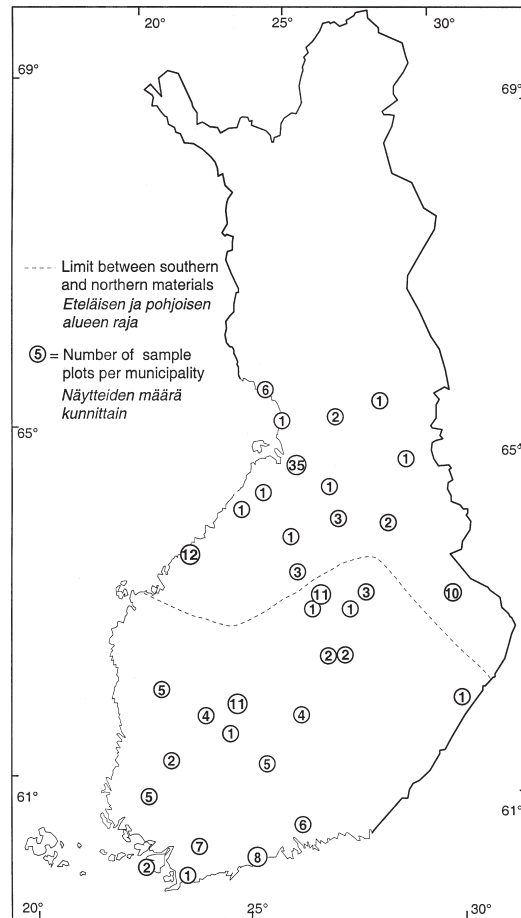 20° 25° 30°
69° 69°
Limit between southern
and northern materials
Eteläisen ja pohjoisen
alueen raja
5 = Number of sample
plots per municipality
Näytteiden määrä
kunnittain
6
1
1 2
65° 65°
35 1
1
1 1
3 2
1
12
3
11 3 10
1 1
2 2
5 1
4 11 4
1
2 5
61° 61°
5
6
7
2 8
1
20° 25° 30°